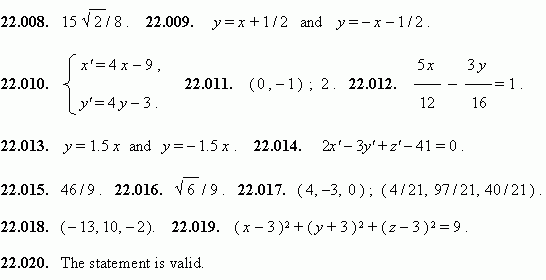 22.008. 15 √2 / 8 . 22.009. y = x + 1 / 2 and y = – x – 1 / 2 .
22.010. { x' = 4 x – 9 , y' = 4 y – 3 . 22.011. ( 0 , – 1 ) ; 2 . 22.012. 5 x / 12 – 3 y / 16 = 1 .
22.013. y = 1.5 x and y = – 1.5 x . 22.014. 2x' – 3y' + z' – 41 = 0 .
22.015. 46 / 9 . 22.016. √6 / 9 . 22.017. ( 4, –3, 0 ) ; ( 4 / 21, 97 / 21, 40 / 21 ) .
22.018. ( – 13, 10, – 2). 22.019. ( x – 3 )² + ( y + 3 )² + ( z – 3 )² = 9 .
22.020. The statement is valid.